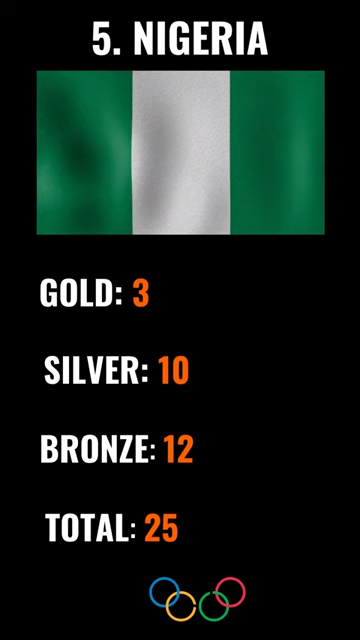 5. NIGERIA
GOLD: 3
SILVER: 10
BRONZE: 12
TOTAL: 25